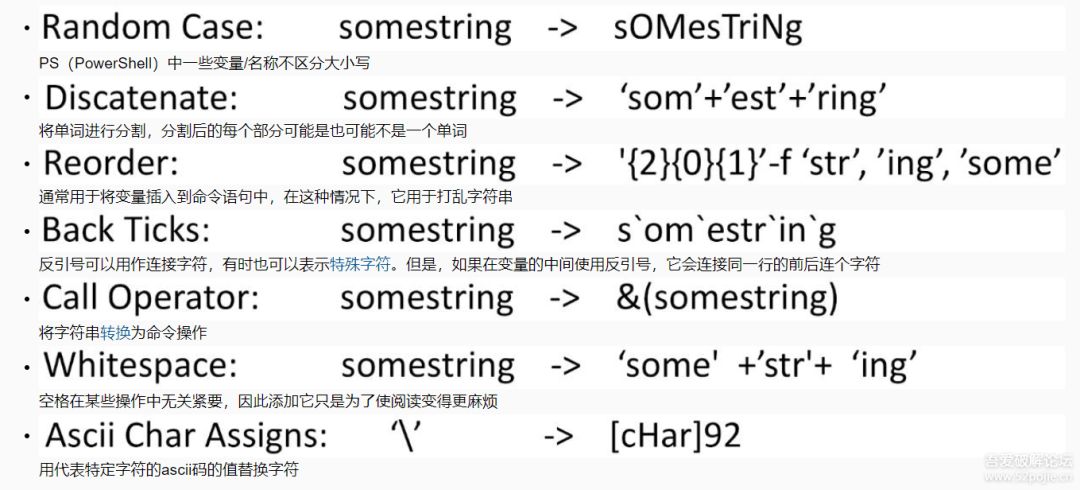 · Random Case: somestring -> sOMesTriNg
PS（PowerShell）中一些变量/名称不区分大小写
· Discatenate: somestring -> ‘som’+’est’+’ring’
将单词进行分割，分割后的每个部分可能是也可能不是一个单词
· Reorder: somestring -> '{2}{0}{1}’-f ‘str’, ’ing’, ’some’
通常用于将变量插入到命令语句中，在这种情况下，它用于打乱字符串
· Back Ticks: somestring -> s`om`estr`in`g
反引号可以用作连接字符，有时也可以表示特殊字符。但是，如果在变量的中间使用反引号，它会连接同一行的前后连个字符
· Call Operator: somestring -> &(somestring)
将字符串转换为命令操作
· Whitespace: somestring -> ‘some' +’str'+ ‘ing’
空格在某些操作中无关紧要，因此添加它只是为了使阅读变得更麻烦
· Ascii Char Assigns: ‘\’ -> [cHar]92
用代表特定字符的ascii码的值替换字符
吾爱破解论坛
www.52pojie.cn